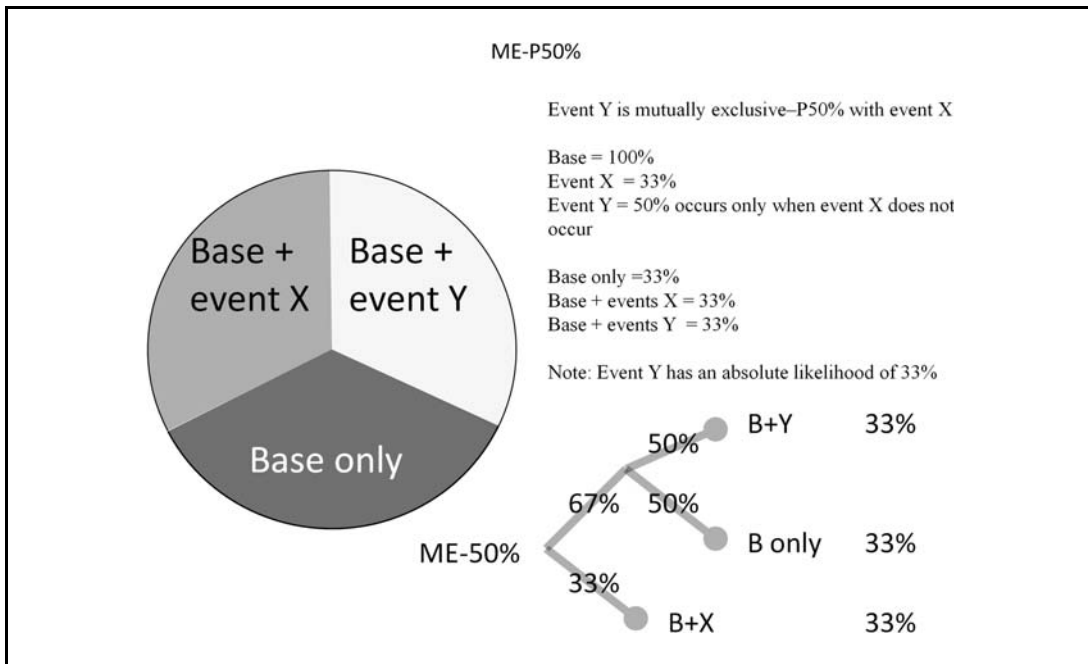 ME-P50%
Event Y is mutually exclusive–P50% with event X
Base = 100%
Event X = 33%
Event Y = 50% occurs only when event X does not
occur
Base only =33%
Base + events X = 33%
Base + events Y = 33%
Note: Event Y has an absolute likelihood of 33%
Base +
event X
Base +
event Y
Base only
ME-50%
67%
33%
50%
50%
B+Y 33%
B only 33%
B+X 33%